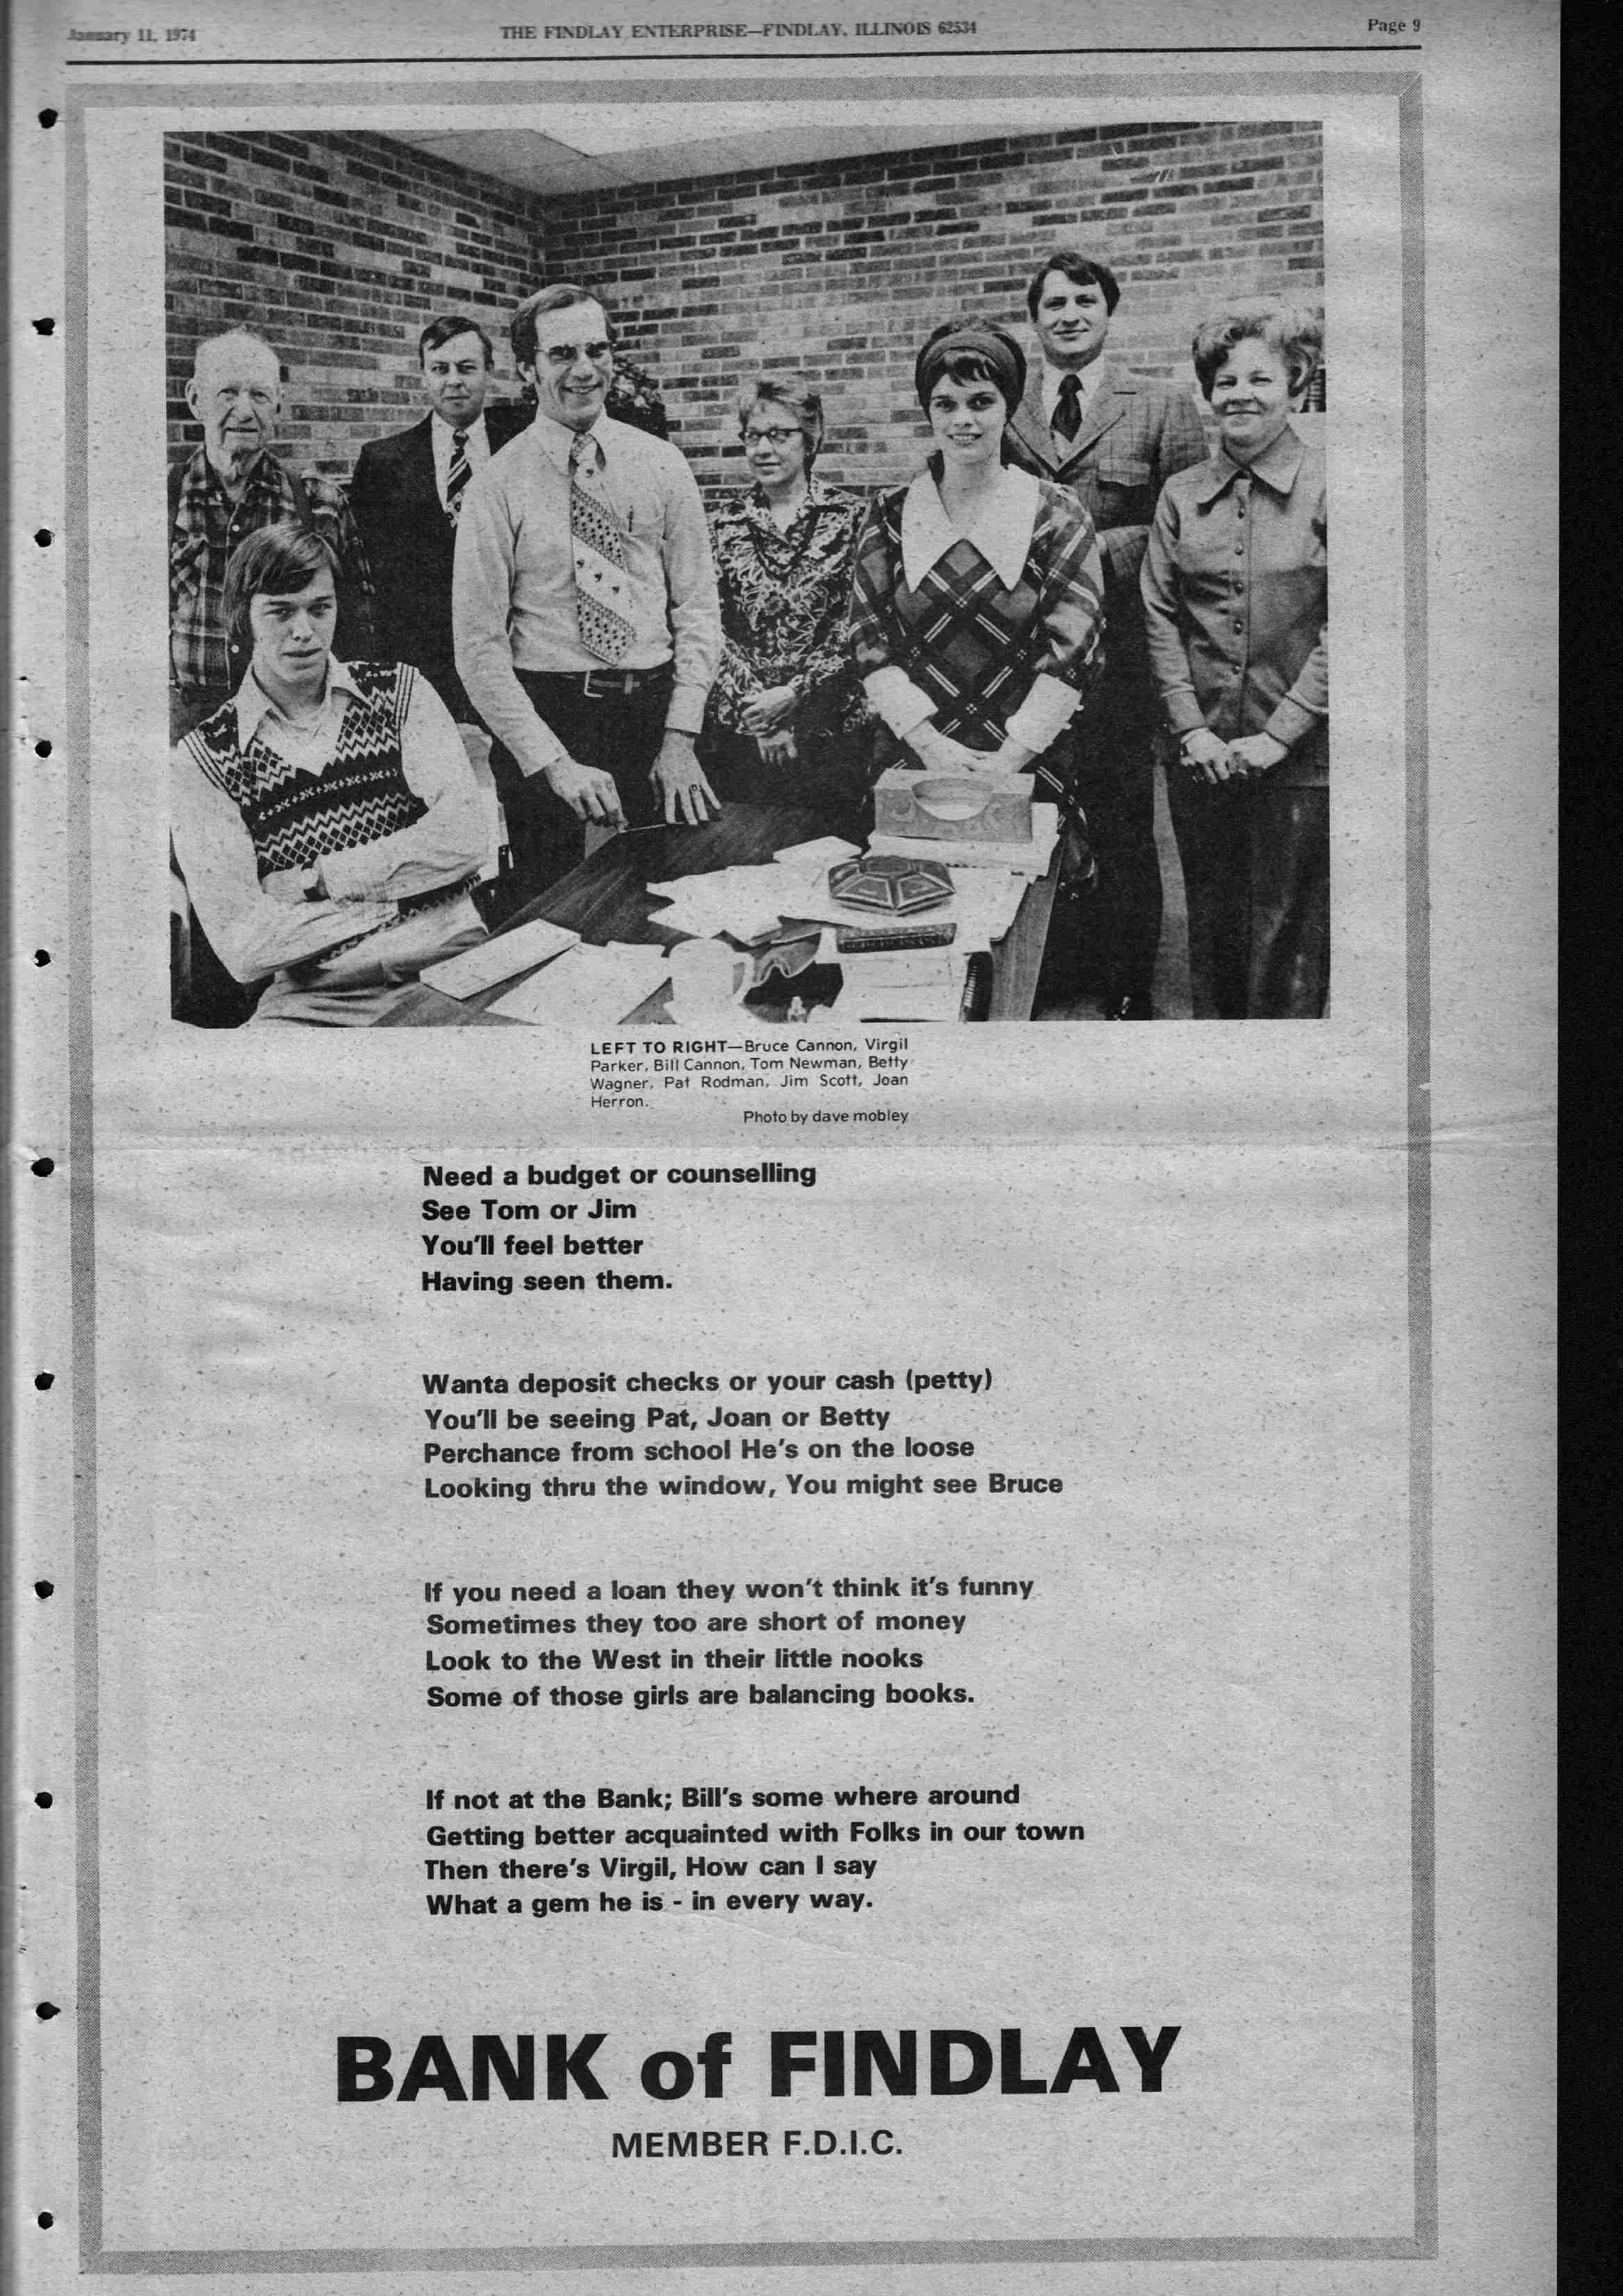 January 11, 1974
THE FINDLAY ENTERPRISE—FINDLAY, ILLINOIS 62534
Page 9
LEFT TO RIGHT—Bruce Cannon, Virgil
Parker, Bill Cannon, Tom Newman, Betty
Wagner, Pat Rodman, Jim Scott, Joan
Herron.
Photo by dave mobley
Need a budget or counselling
See Tom or Jim
You'll feel better
Having seen them.
Wanta deposit checks or your cash (petty)
You'll be seeing Pat, Joan or Betty
Perchance from school He's on the loose
Looking thru the window, You might see Bruce
If you need a loan they won't think it's funny
Sometimes they too are short of money
Look to the West in their little nooks
Some of those girls are balancing books.
If not at the Bank; Bill's some where around
Getting better acquainted with Folks in our town
Then there's Virgil, How can I say
What a gem he is - in every way.
BANK of FINDLAY
MEMBER F.D.I.C.